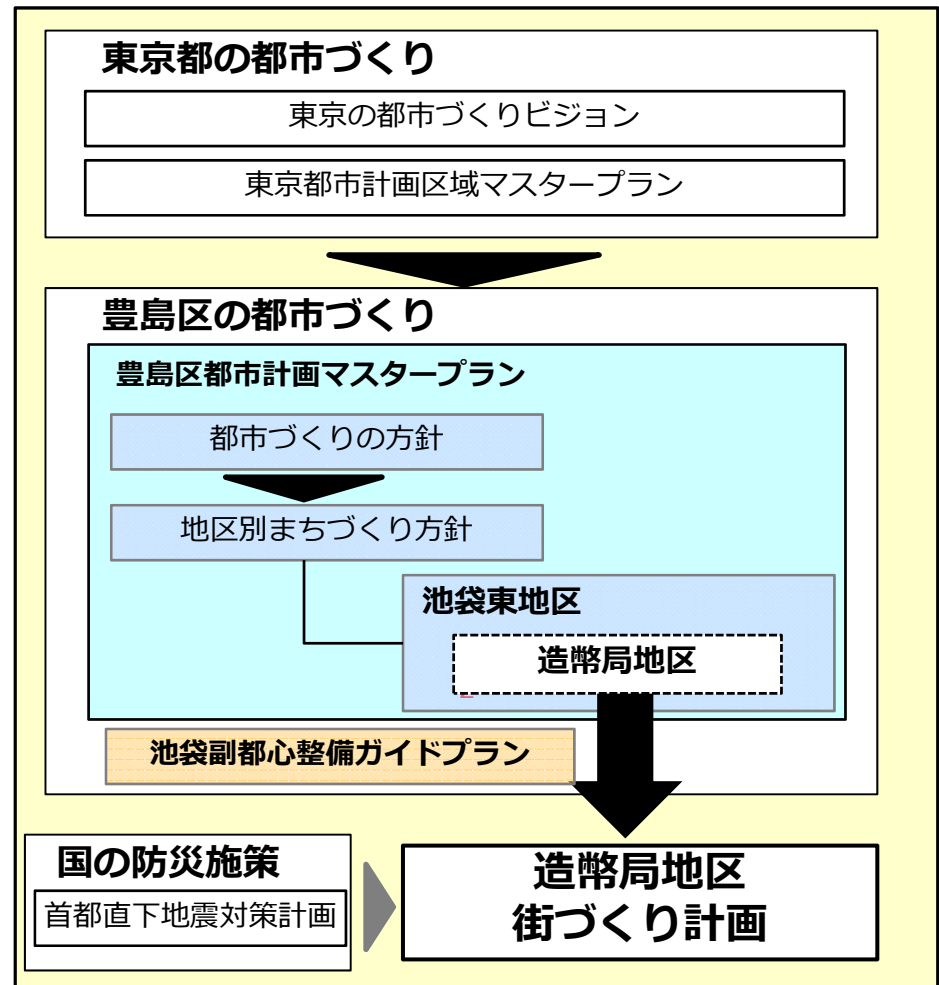 東京都の都市づくり
東京の都市づくりビジョン
東京都市計画区域マスタープラン
豊島区の都市づくり
豊島区都市計画マスタープラン
都市づくりの方針
地区別まちづくり方針
池袋東地区
造幣局地区
池袋副都心整備ガイドプラン
国の防災施策
首都直下地震対策計画
造幣局地区
街づくり計画